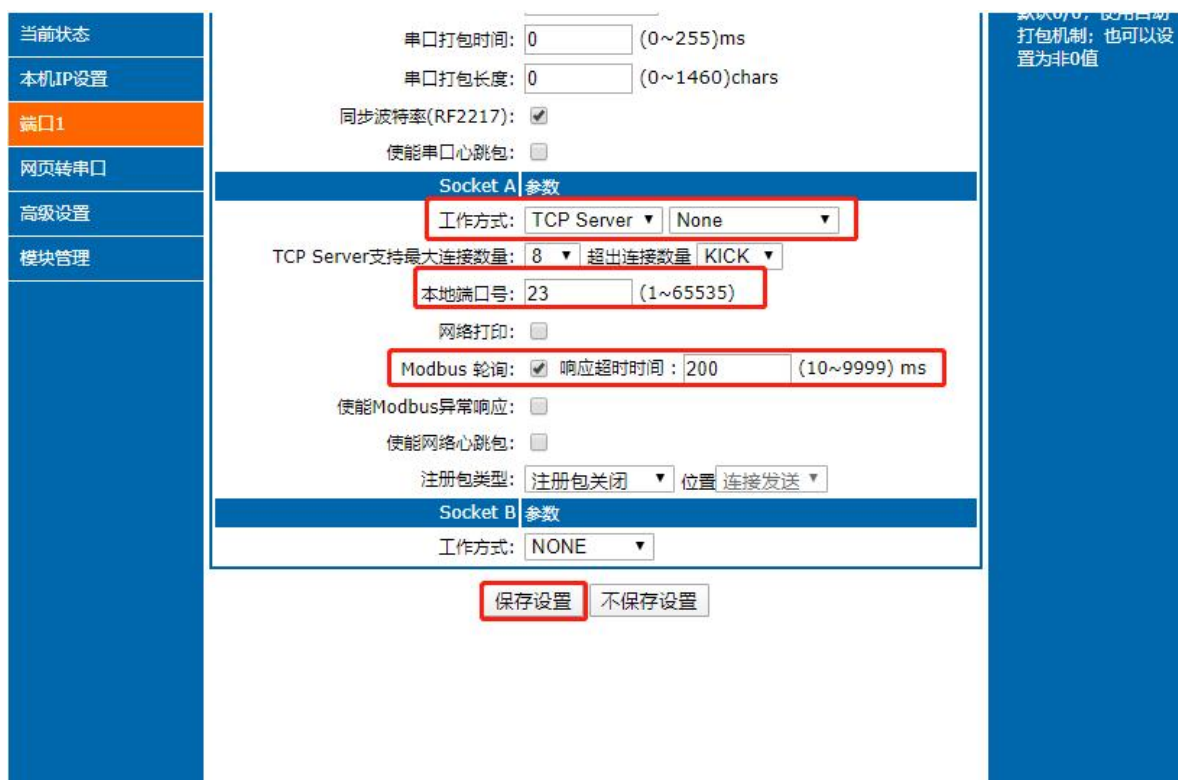 当前状态
本机IP设置
端口1
网页转串口
高级设置
模块管理
串口打包时间: 0 (0~255)ms
串口打包长度: 0 (0~1460)chars
同步波特率(RF2217):
使能串口心跳包:
Socket A 参数
工作方式: TCP Server None
TCP Server支持最大连接数量: 8 超出连接数量 KICK
本地端口号: 23 (1~65535)
网络打印:
Modbus 轮询: 响应超时时间 : 200 (10~9999) ms
使能Modbus异常响应:
使能网络心跳包:
注册包类型: 注册包关闭 位置 连接发送
Socket B 参数
工作方式: NONE
保存设置 不保存设置
默认0/0, 使用自动
打包机制; 也可以设
置为非0值